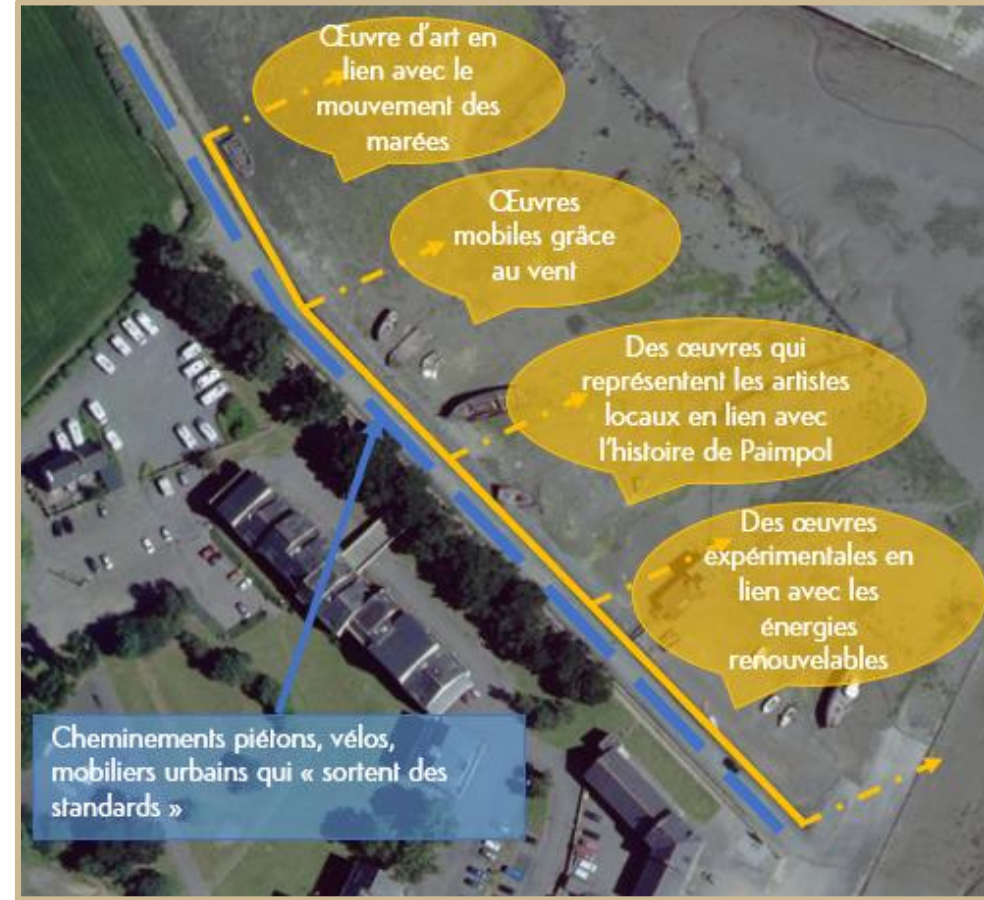 Œuvre d'art en
lien avec le
mouvement des
marées
Œuvres
mobiles grâce
au vent
Des œuvres qui
représentent les artistes
locaux en lien avec
l'histoire de Paimpol
Des œuvres
expérimentales en
lien avec les
énergies
renouvelables
Cheminements piétons, vélos,
mobiliers urbains qui « sortent des
standards »